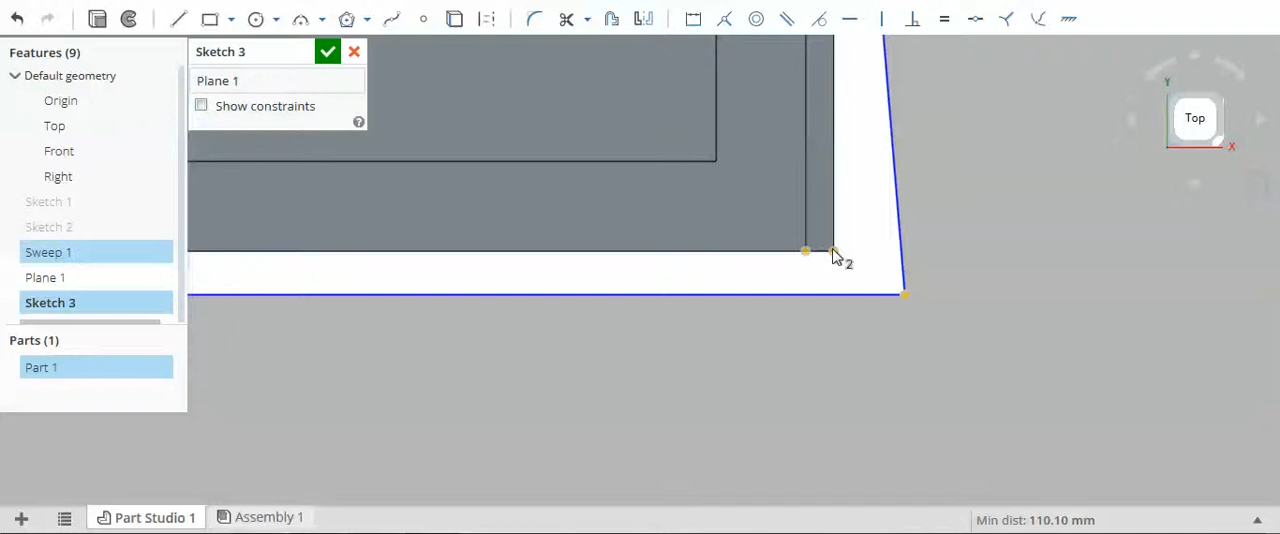 Features (9)
Default geometry
Origin
Top
Front
Right
Sketch 1
Sketch 2
Sweep 1
Plane 1
Sketch 3
Parts (1)
Part 1
Sketch 3
Plane 1
Show constraints
?
Y
Top
X
2
Part Studio 1
Assembly 1
Min dist: 110.10 mm